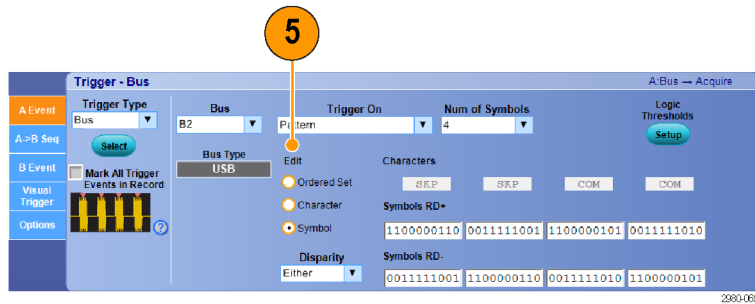 5
Trigger - Bus
A:Bus → Acquire
A Event
A->B Seq
B Event
Visual
Trigger
Options
Trigger Type
Bus
Select
Mark All Trigger
Events in Record
Bus
B2
Bus Type
USB
Trigger On
Pattern
Num of Symbols
4
Logic
Thresholds
Setup
Edit
Ordered Set
Character
Symbol
Disparity
Either
Characters
SKP SKP COM COM
Symbols RD+
1100000110 0011111001 1100000101 0011111010
Symbols RD-
0011111001 1100000110 0011111010 1100000101